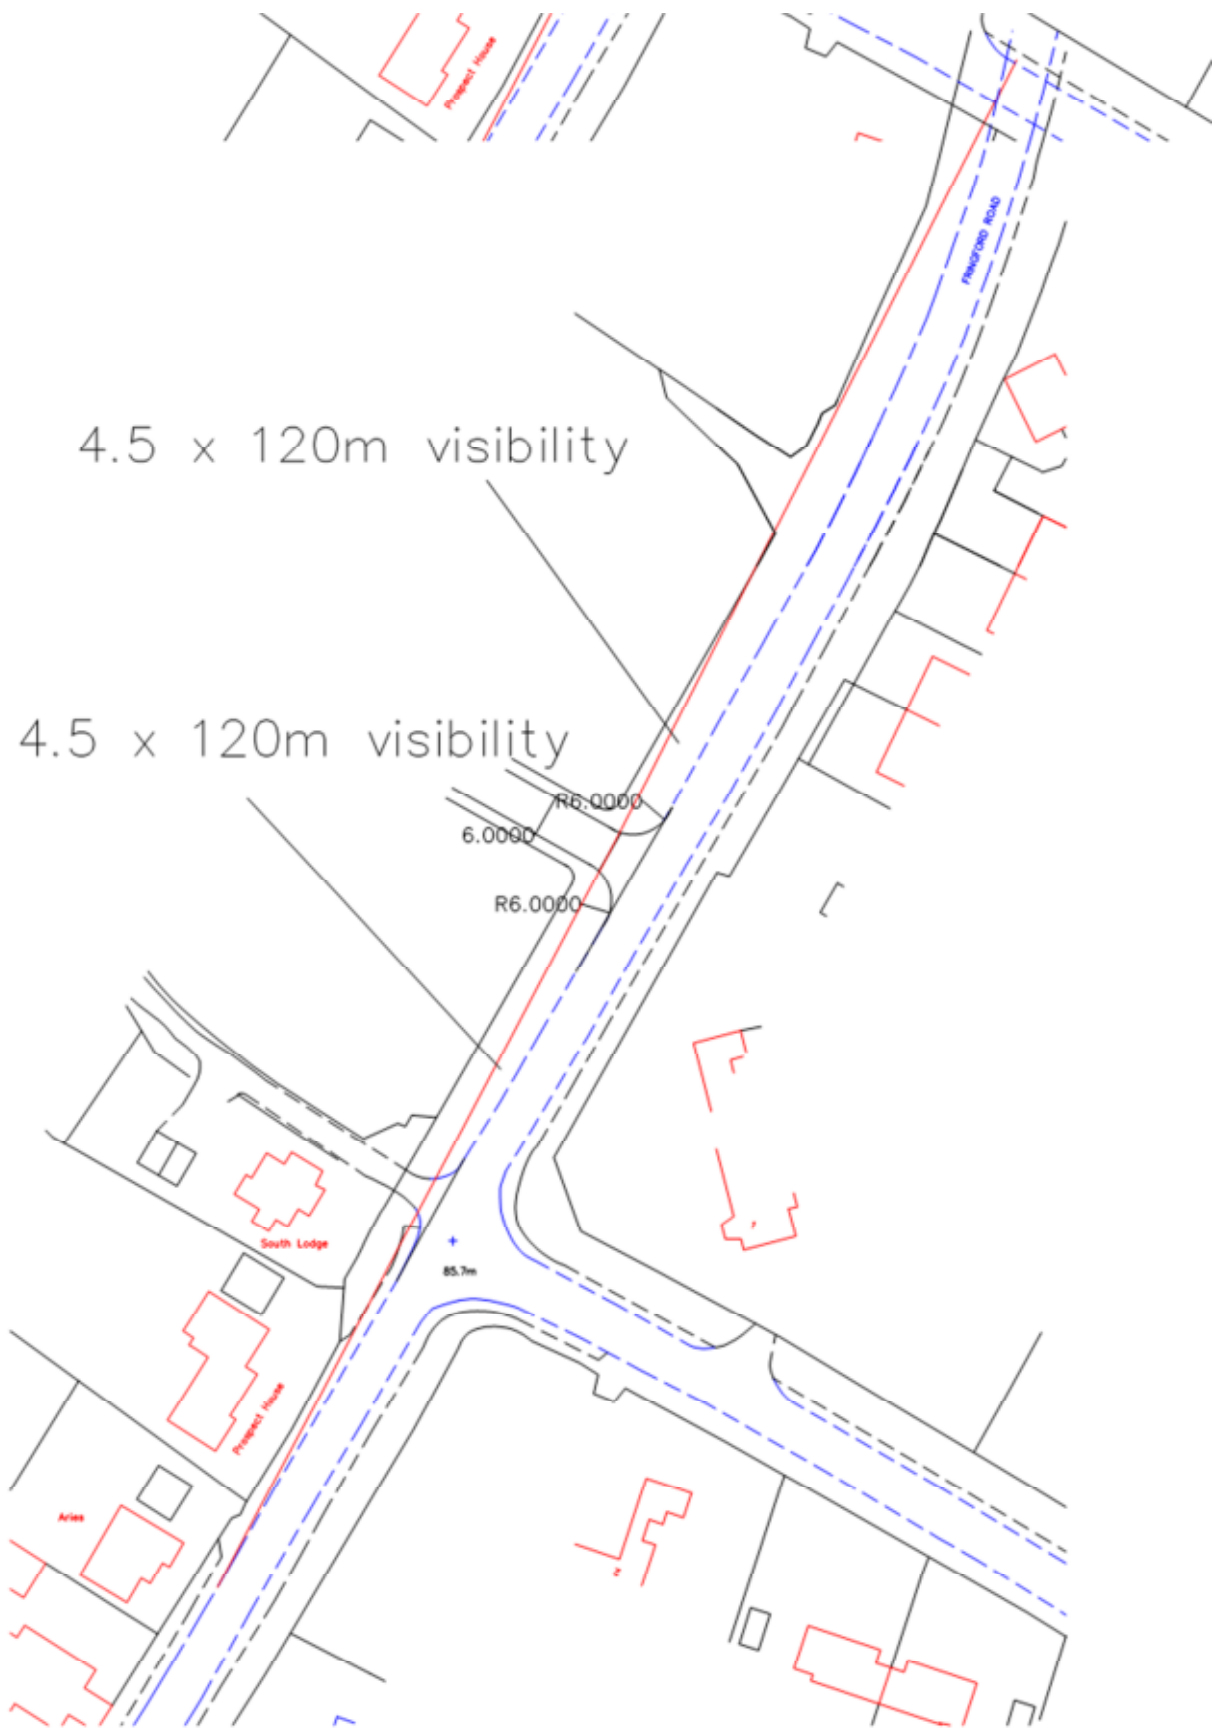 Prospect House
FRINGFORD ROAD
4.5 x 120m visibility
4.5 x 120m visibility
R6.0000
6.0000
R6.0000
South Lodge
85.7m
Prospect House
Aries